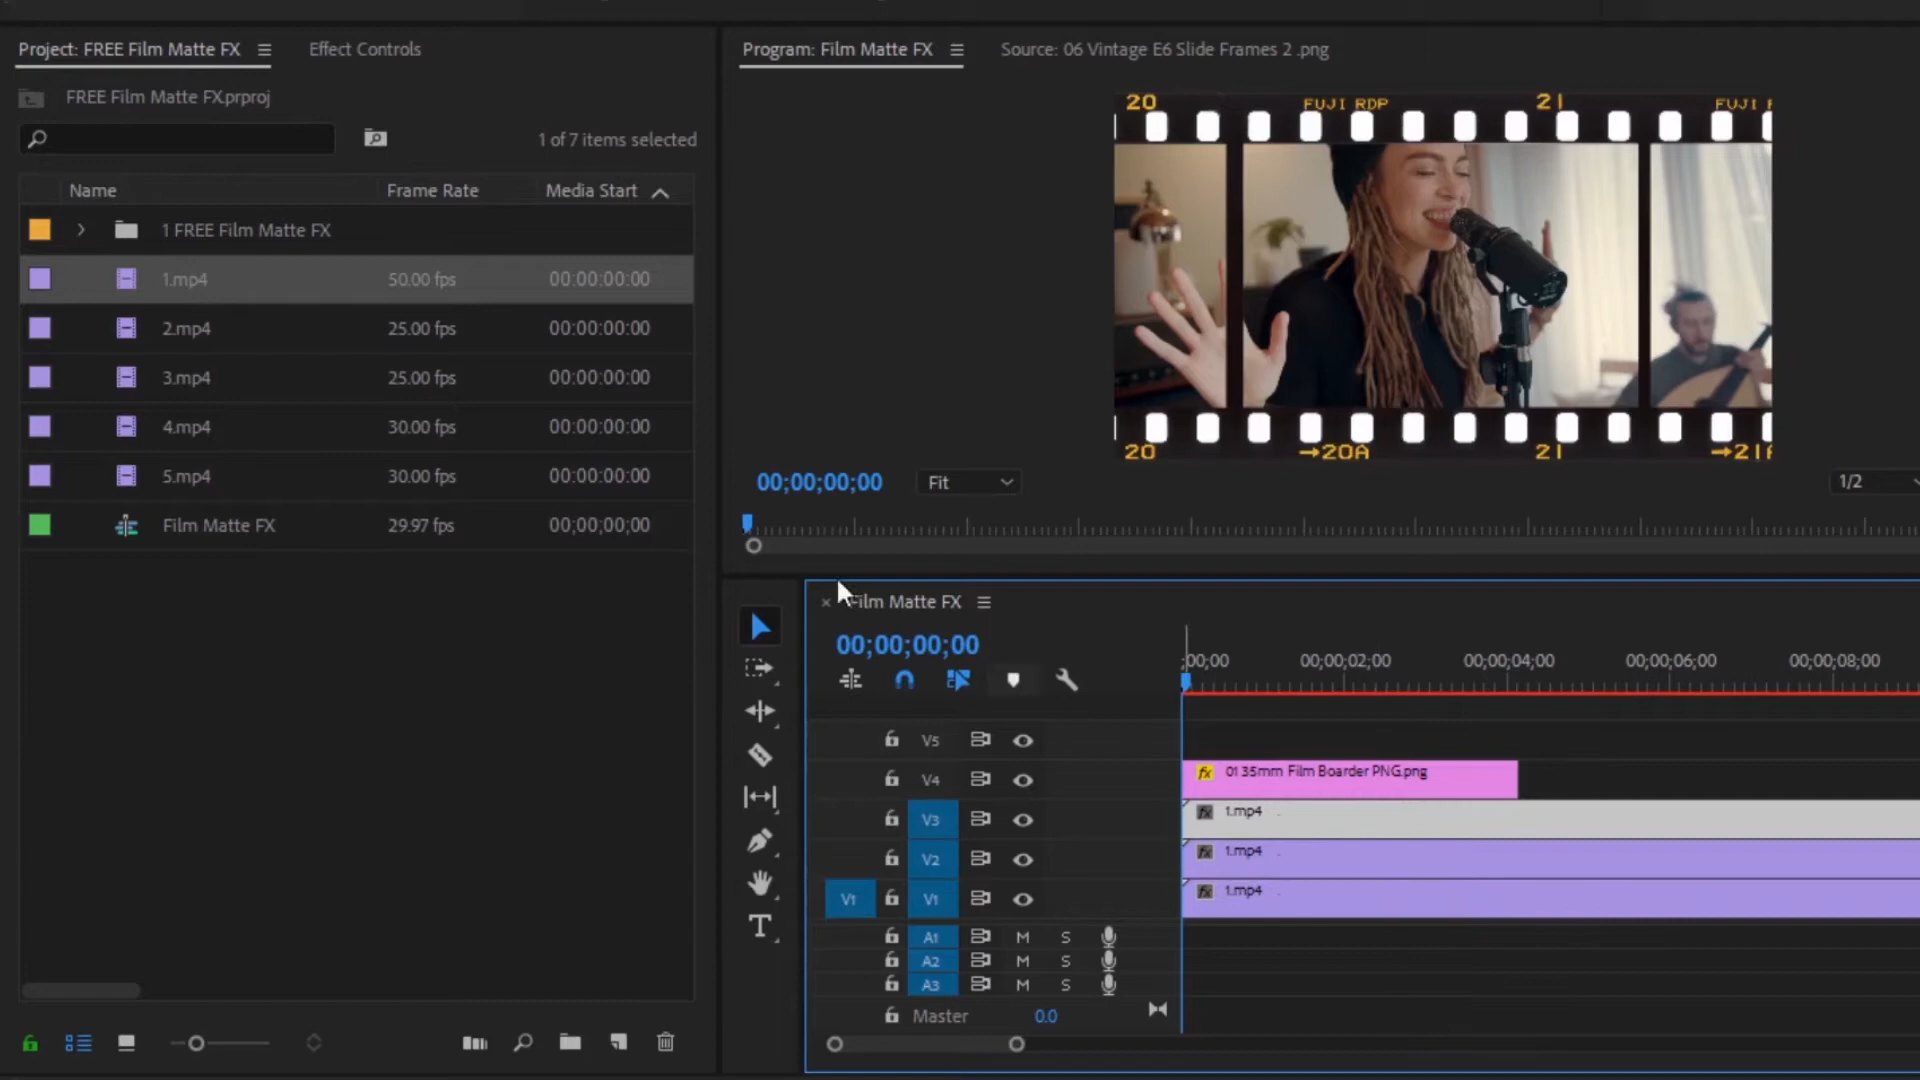 Project: FREE Film Matte FX
Effect Controls
FREE Film Matte FX.prproj
1 of 7 items selected
Name Frame Rate Media Start
1 FREE Film Matte FX
1.mp4 50.00 fps 00:00:00:00
2.mp4 25.00 fps 00:00:00:00
3.mp4 25.00 fps 00:00:00:00
4.mp4 30.00 fps 00:00:00:00
5.mp4 30.00 fps 00:00:00:00
Film Matte FX 29.97 fps 00;00;00;00
Program: Film Matte FX
Source: 06 Vintage E6 Slide Frames 2 .png
20 FUJI RDP 21 FUJI
20 →20A 21 →21A
00;00;00;00 Fit 1/2
Film Matte FX
00;00;00;00
;00;00 00;00;02;00 00;00;04;00 00;00;06;00 00;00;08;00
V5
V4 fx 01 35mm Film Boarder PNG.png
V3 fx 1.mp4
V2 fx 1.mp4
V1 V1 fx 1.mp4
A1 M S
A2 M S
A3 M S
Master 0.0
T